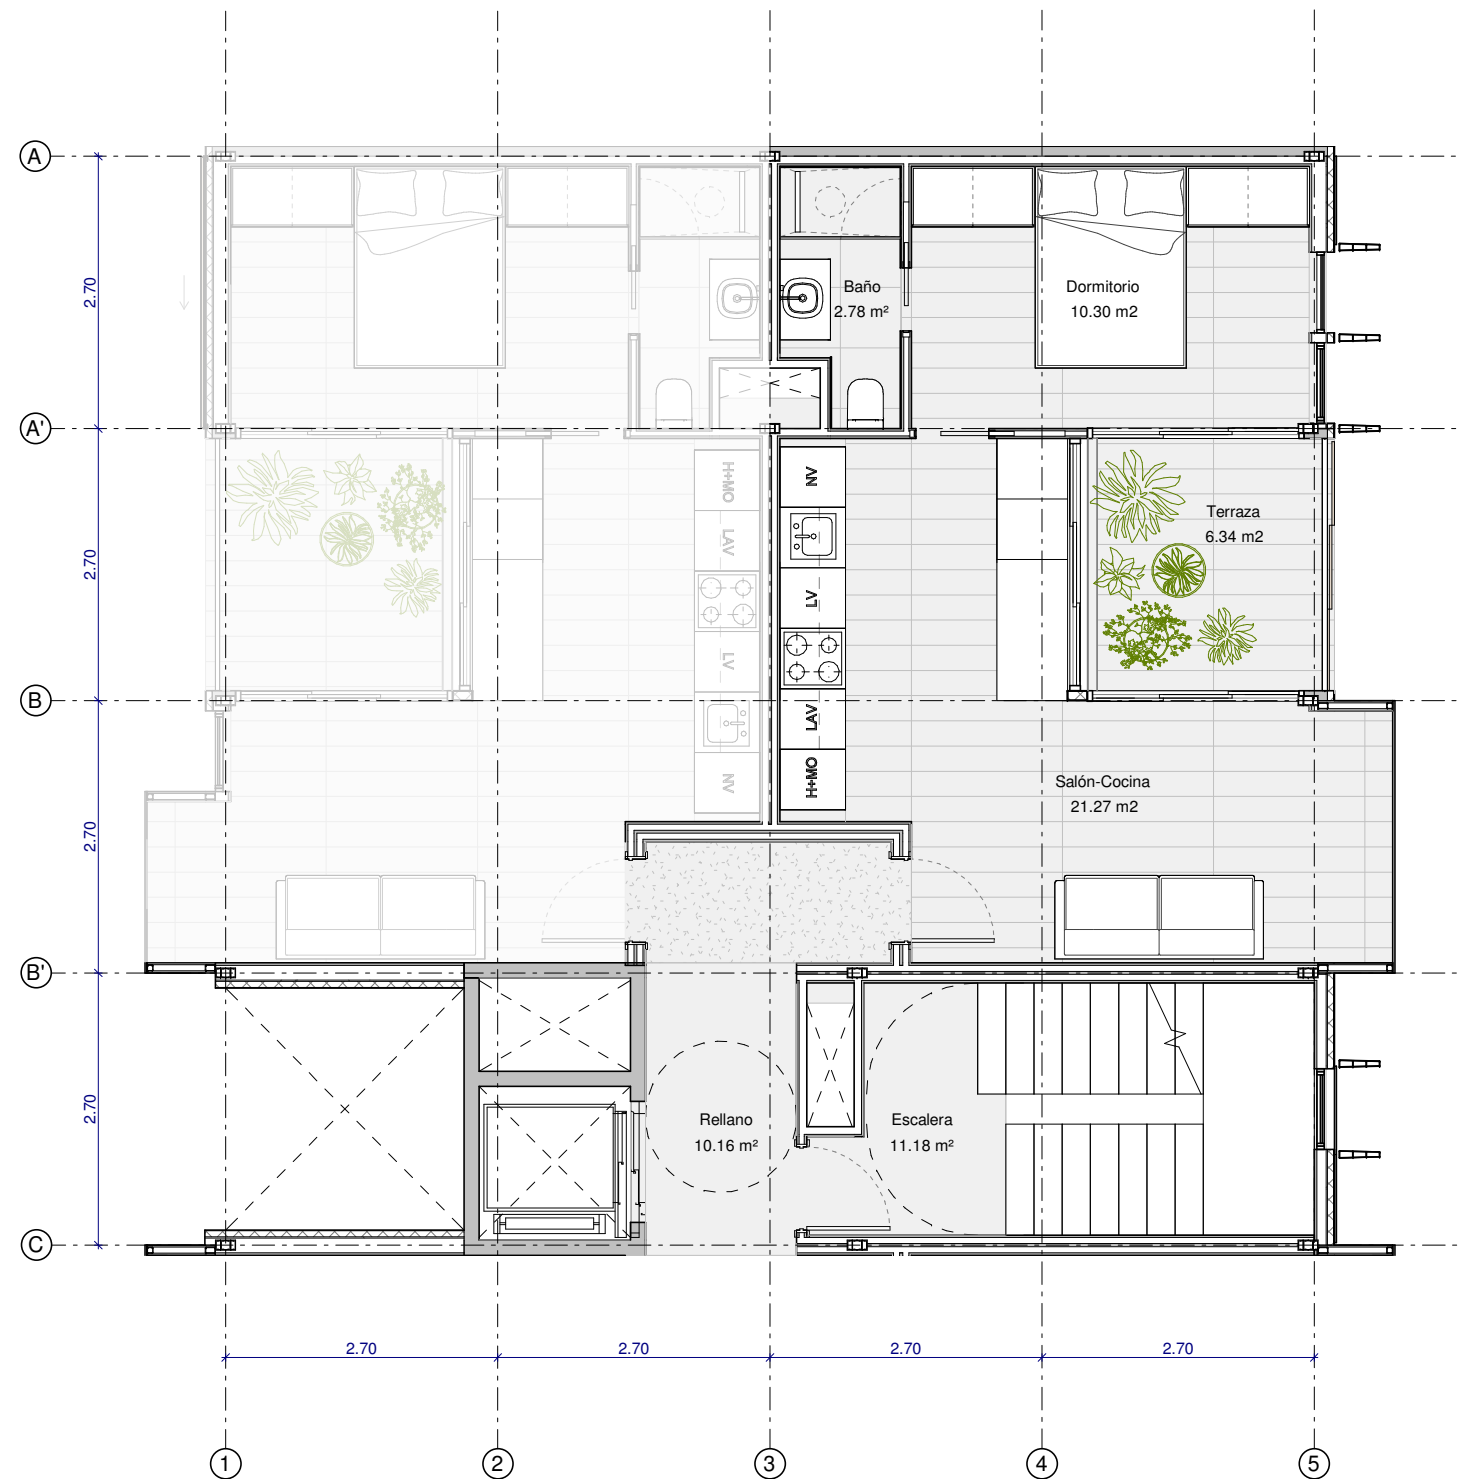 A
Baño
2.78 m²
Dormitorio
10.30 m2
2.70
A'
H+MO
NV
LAV
Terraza
6.34 m2
2.70
LV
LV
B
LAV
NV
H+MO
Salón-Cocina
21.27 m2
2.70
B'
Rellano
10.16 m²
Escalera
11.18 m²
2.70
C
2.70
2.70
2.70
2.70
1
2
3
4
5